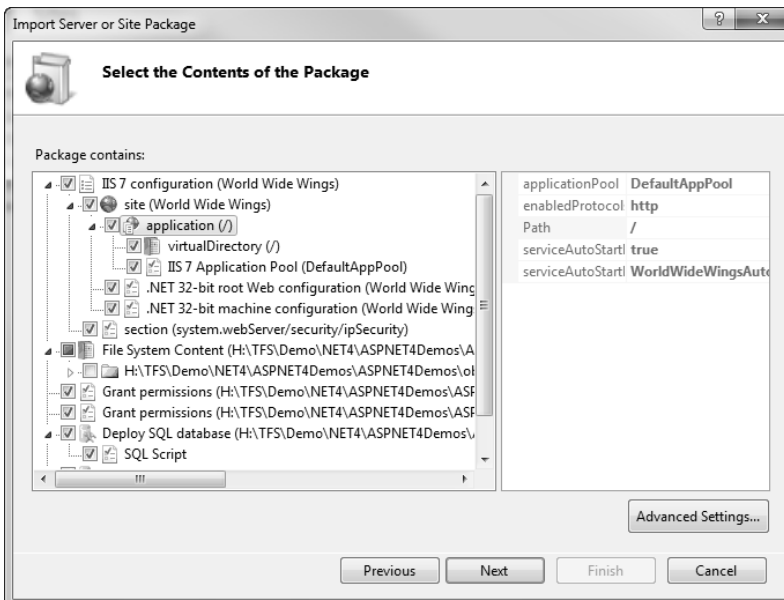 Import Server or Site Package
Select the Contents of the Package
Package contains:
IIS 7 configuration (World Wide Wings)
site (World Wide Wings)
application (/)
virtualDirectory (/)
IIS 7 Application Pool (DefaultAppPool)
.NET 32-bit root Web configuration (World Wide Wing
.NET 32-bit machine configuration (World Wide Wing
section (system.webServer/security/ipSecurity)
File System Content (H:\TFS\Demo\NET4\ASPNET4Demos\A
H:\TFS\Demo\NET4\ASPNET4Demos\ol
Grant permissions (H:\TFS\Demo\NET4\ASPNET4Demos\ASF
Grant permissions (H:\TFS\Demo\NET4\ASPNET4Demos\ASF
Deploy SQL database (H:\TFS\Demo\NET4\ASPNET4Demos\
SQL Script
applicationPool DefaultAppPool
enabledProtocol: http
Path /
serviceAutoStartl true
serviceAutoStartl WorldWideWingsAuto
Advanced Settings...
Previous Next Finish Cancel